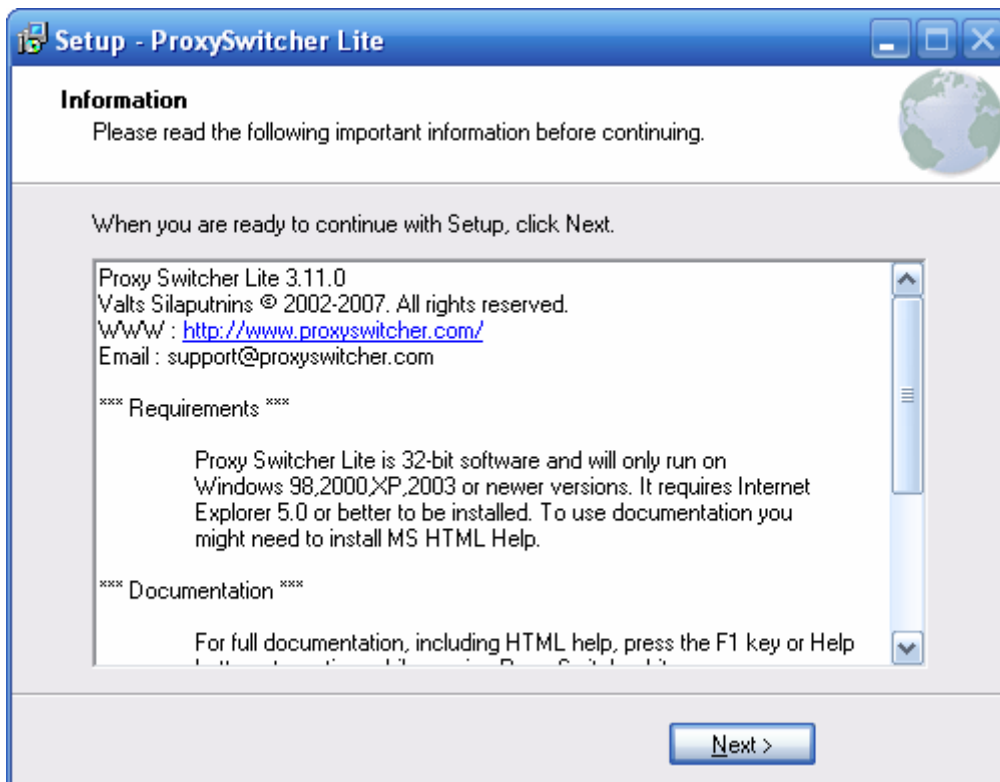 Setup - ProxySwitcher Lite
Information
Please read the following important information before continuing.
When you are ready to continue with Setup, click Next.
Proxy Switcher Lite 3.11.0
Valts Silaputnins © 2002-2007. All rights reserved.
WWW : http://www.proxyswitcher.com/
Email : support@proxyswitcher.com
*** Requirements ***
Proxy Switcher Lite is 32-bit software and will only run on
Windows 98,2000,XP,2003 or newer versions. It requires Internet
Explorer 5.0 or better to be installed. To use documentation you
might need to install MS HTML Help.
*** Documentation ***
For full documentation, including HTML help, press the F1 key or Help
Next >